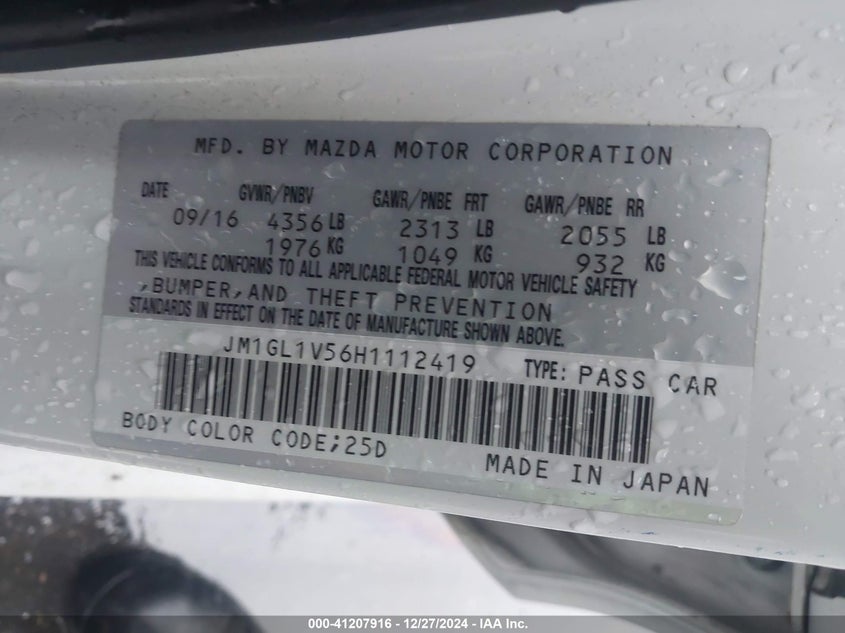 MFD. BY MAZDA MOTOR CORPORATION
DATE GVWR/PNBV GAWR/PNBE FRT GAWR/PNBE RR
09/16 4356 LB 2313 LB 2055 LB
1976 KG 1049 KG 932 KG
THIS VEHICLE CONFORMS TO ALL APPLICABLE FEDERAL MOTOR VEHICLE SAFETY
,BUMPER,AND THEFT PREVENTION
STANDARDS IN EFFECT ON THE DATE OF MANUFACTURE SHOWN ABOVE.
JM1GL1V56H1112419 TYPE: PASS CAR
BODY COLOR CODE;25D
MADE IN JAPAN
000-41207916 - 12/27/2024 - IAA Inc.